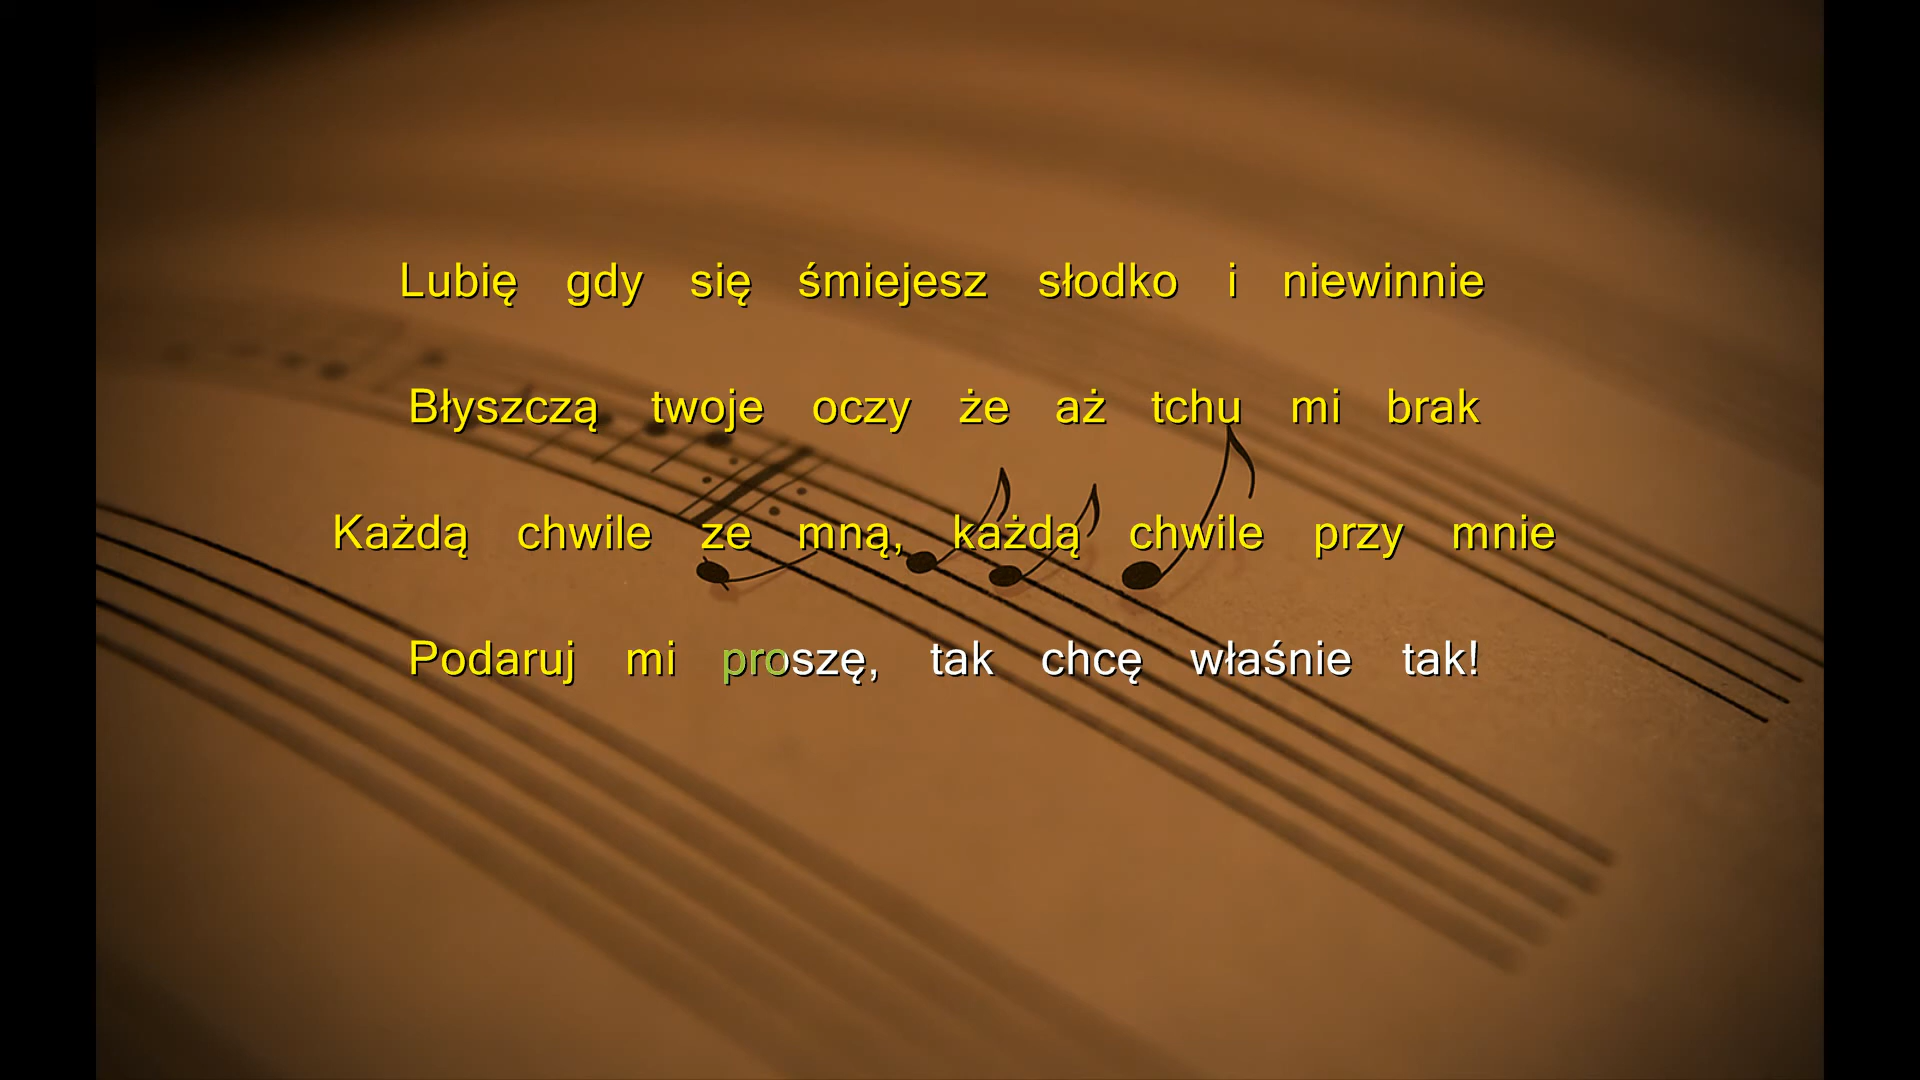 Lubię gdy się śmiejesz słodko i niewinnie
Błyszczą twoje oczy że aż tchu mi brak
Każdą chwile ze mną, każdą chwile przy mnie
Podaruj mi proszę, tak chcę właśnie tak!